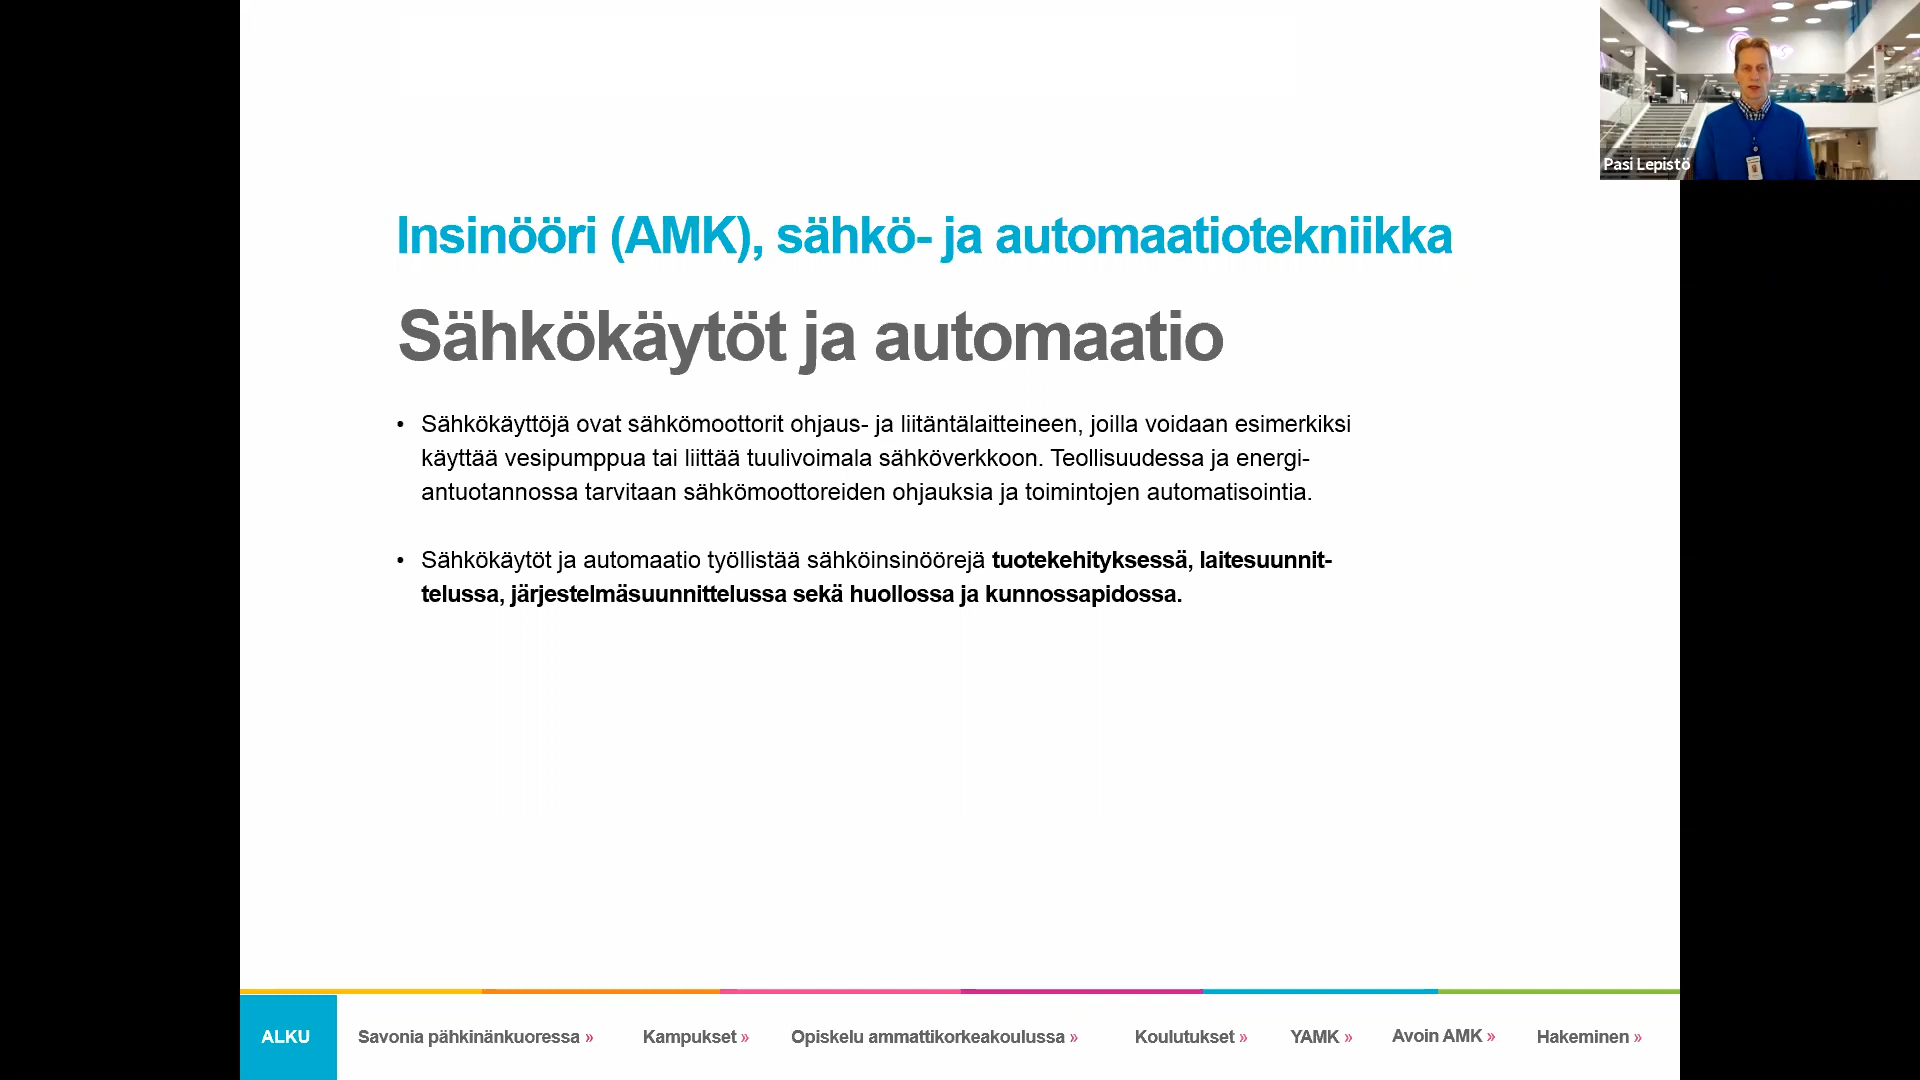 Pasi Lepistö
Insinööri (AMK), sähkö- ja automaatiotekniikka
Sähkökäytöt ja automaatio
• Sähkökäyttöjä ovat sähkömoottorit ohjaus- ja liitäntälaitteineen, joilla voidaan esimerkiksi
käyttää vesipumppua tai liittää tuulivoimala sähköverkkoon. Teollisuudessa ja energi-
antuotannossa tarvitaan sähkömoottoreiden ohjauksia ja toimintojen automatisointia.
• Sähkökäytöt ja automaatio työllistää sähköinsinöörejä tuotekehityksessä, laitesuunnit-
telussa, järjestelmäsuunnittelussa sekä huollossa ja kunnossapidossa.
ALKU Savonia pähkinänkuoressa » Kampukset » Opiskelu ammattikorkeakoulussa » Koulutukset » YAMK » Avoin AMK » Hakeminen »